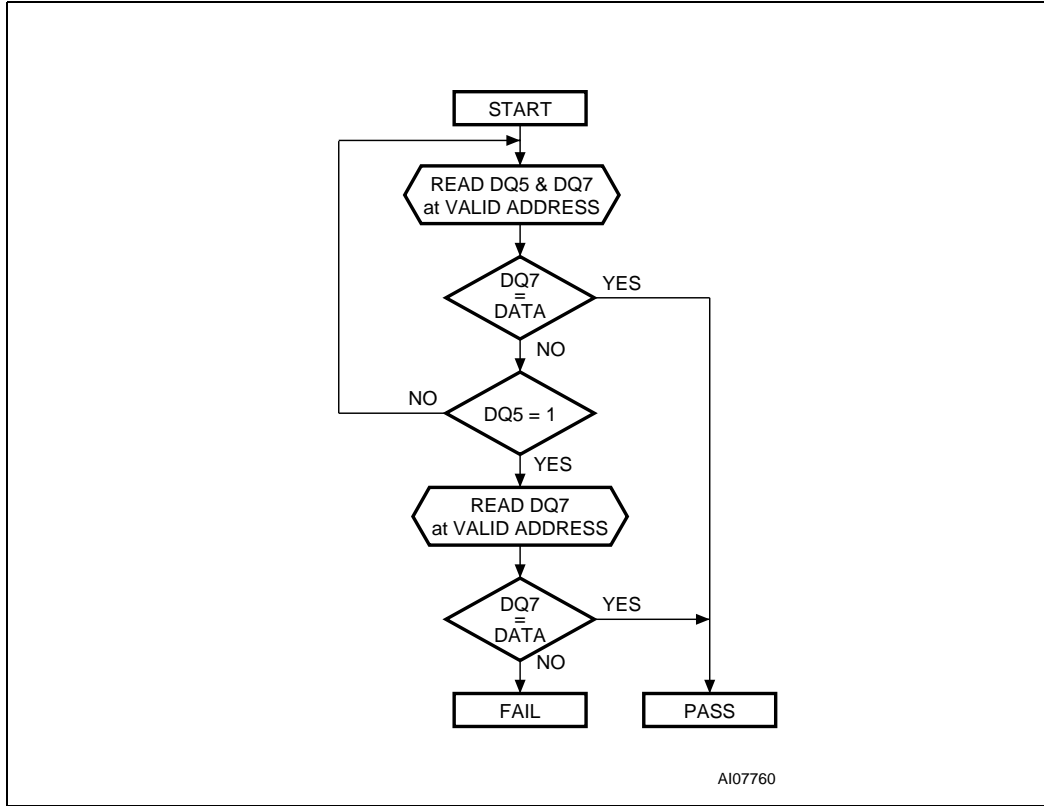 START
READ DQ5 & DQ7
at VALID ADDRESS
DQ7
=
DATA
YES
NO
NO
DQ5 = 1
YES
READ DQ7
at VALID ADDRESS
DQ7
=
DATA
YES
NO
FAIL
PASS
AI07760